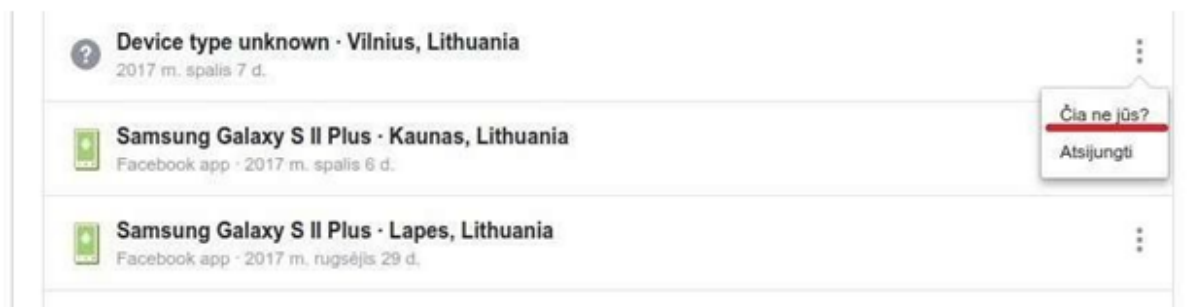 Device type unknown · Vilnius, Lithuania
2017 m. spalis 7 d.
Čia ne jūs?
Samsung Galaxy S II Plus · Kaunas, Lithuania
Facebook app · 2017 m. spalis 6 d.
Atsijungti
Samsung Galaxy S II Plus · Lapes, Lithuania
Facebook app · 2017 m. rugsėjis 29 d.